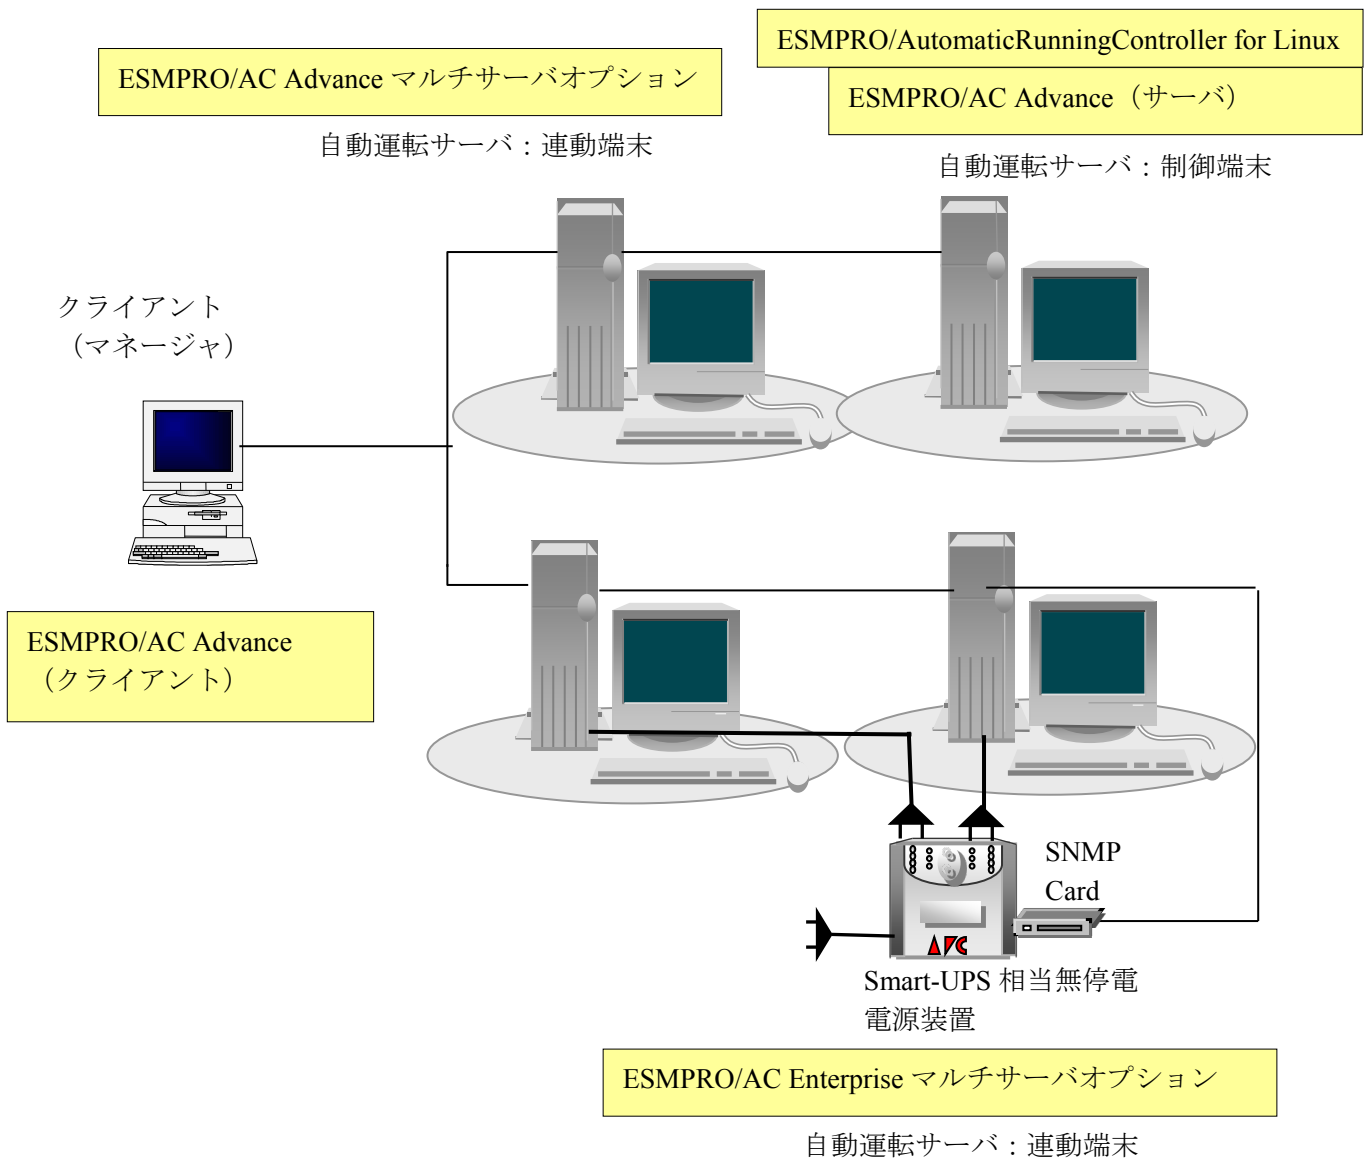 ESMPRO/AutomaticRunningController for Linux
ESMPRO/AC Advance マルチサーバオプション
ESMPRO/AC Advance（サーバ）
自動運転サーバ：連動端末
自動運転サーバ：制御端末
クライアント
（マネージャ）
ESMPRO/AC Advance
（クライアント）
SNMP
Card
APC
Smart-UPS 相当無停電
電源装置
ESMPRO/AC Enterprise マルチサーバオプション
自動運転サーバ：連動端末